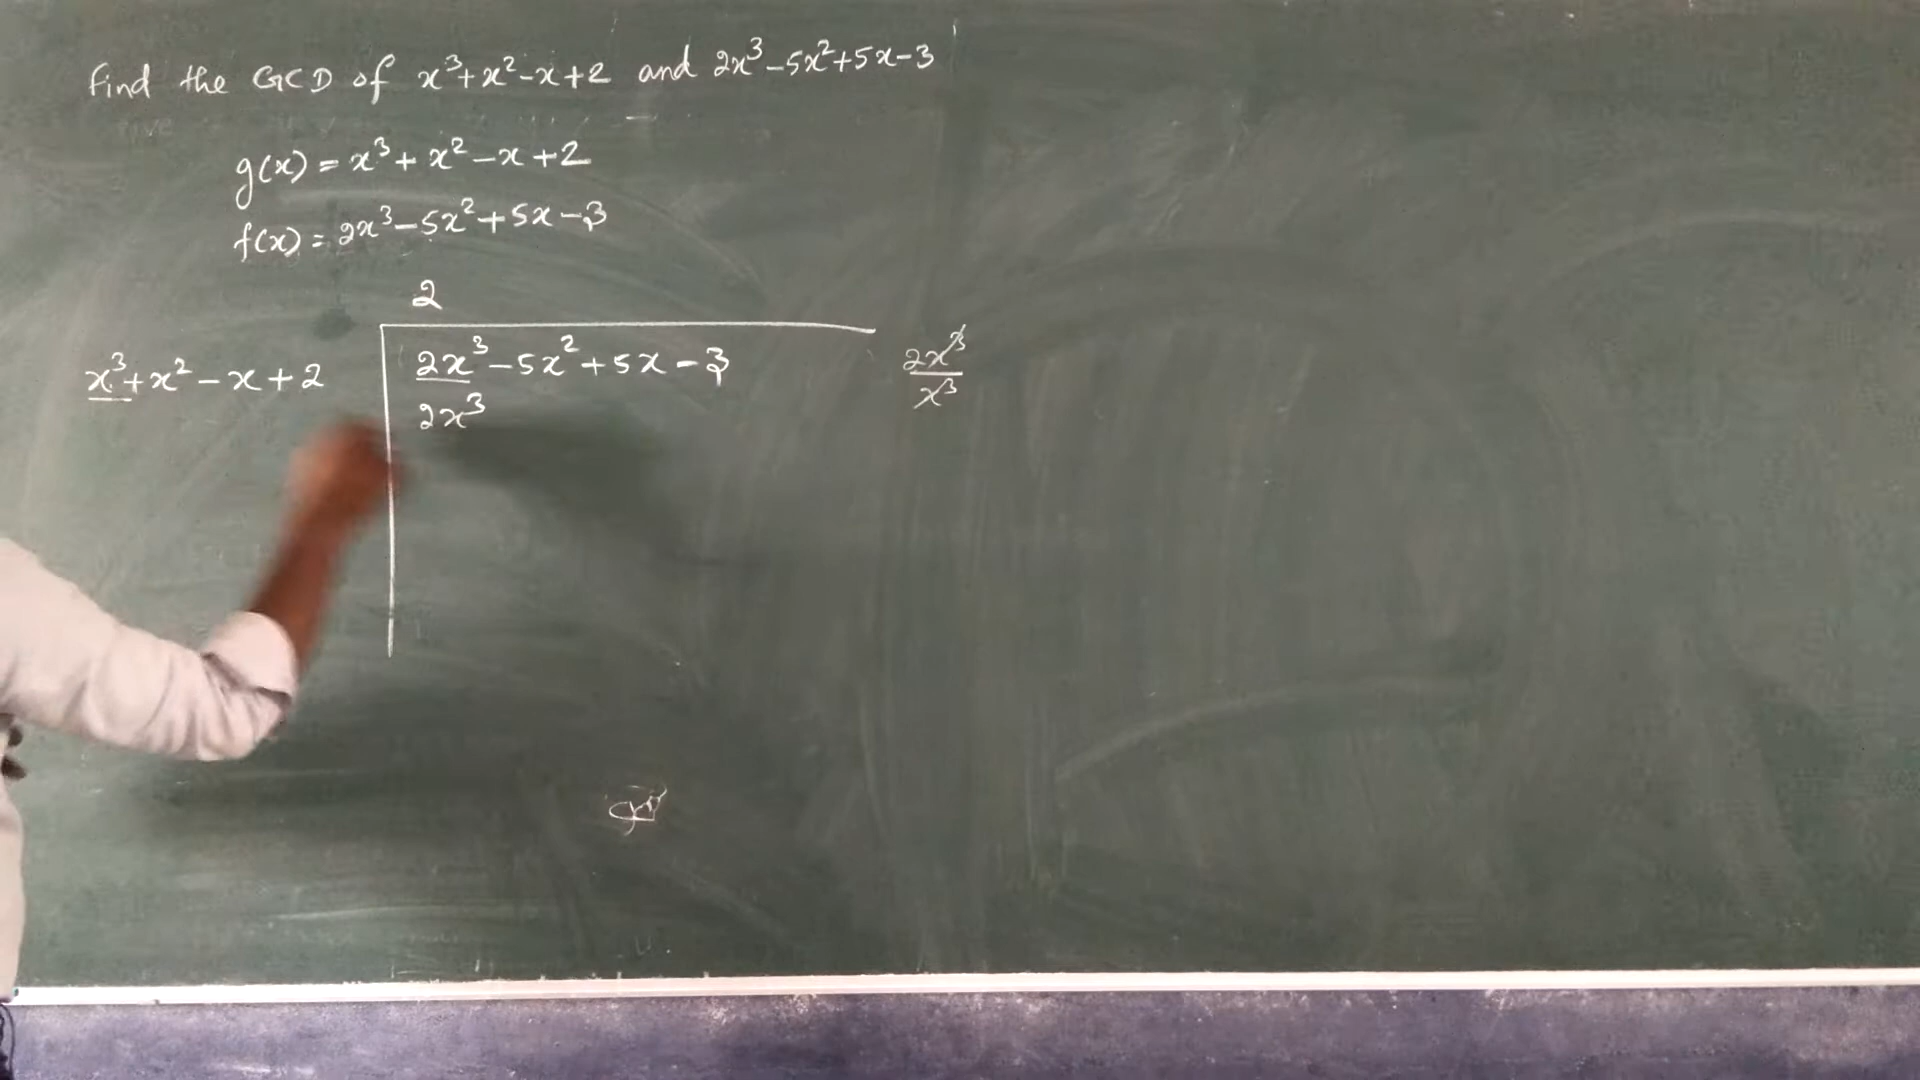 Find the GCD of x³+x²-x+2 and 2x³-5x²+5x-3
g(x) = x³+x²-x+2
f(x) = 2x³-5x²+5x-3
2
x³+x²-x+2 2x³-5x²+5x-3 2x³/x³
2x³